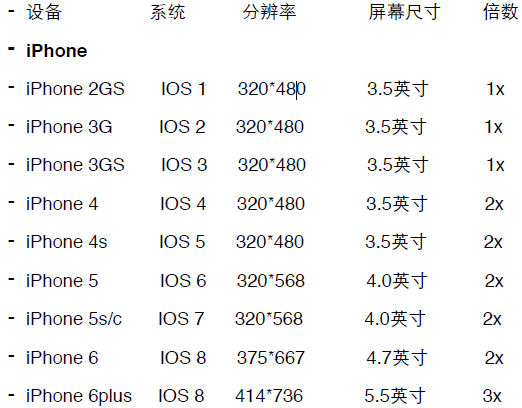 - 设备 系统 分辨率 屏幕尺寸 倍数
- iPhone
- iPhone 2GS IOS 1 320*480 3.5英寸 1x
- iPhone 3G IOS 2 320*480 3.5英寸 1x
- iPhone 3GS IOS 3 320*480 3.5英寸 1x
- iPhone 4 IOS 4 320*480 3.5英寸 2x
- iPhone 4s IOS 5 320*480 3.5英寸 2x
- iPhone 5 IOS 6 320*568 4.0英寸 2x
- iPhone 5s/c IOS 7 320*568 4.0英寸 2x
- iPhone 6 IOS 8 375*667 4.7英寸 2x
- iPhone 6plus IOS 8 414*736 5.5英寸 3x